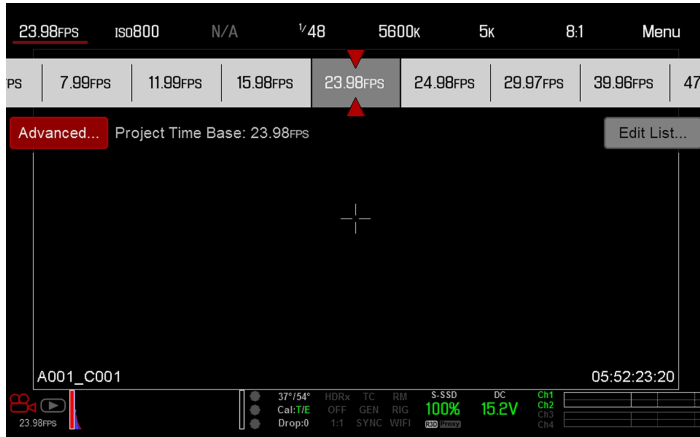 23.98FPS ISO800 N/A 1/48 5600K 5K 8:1 Menu
PS 7.99FPS 11.99FPS 15.98FPS 23.98FPS 24.98FPS 29.97FPS 39.96FPS 47
Advanced... Project Time Base: 23.98FPS Edit List...
A001_C001 05:52:23:20
37°/54° HDRx TC RM S-SSD DC Ch1
Cal:T/E OFF GEN RIG 100% 15.2V Ch2
Drop:0 1:1 SYNC WIFI R3D Proxy Ch3
23.98FPS Ch4